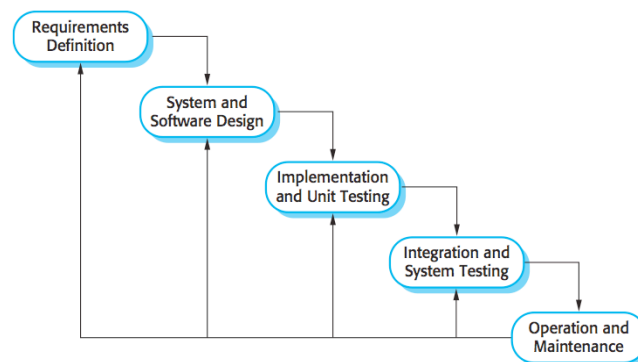 Requirements
Definition
System and
Software Design
Implementation
and Unit Testing
Integration and
System Testing
Operation and
Maintenance